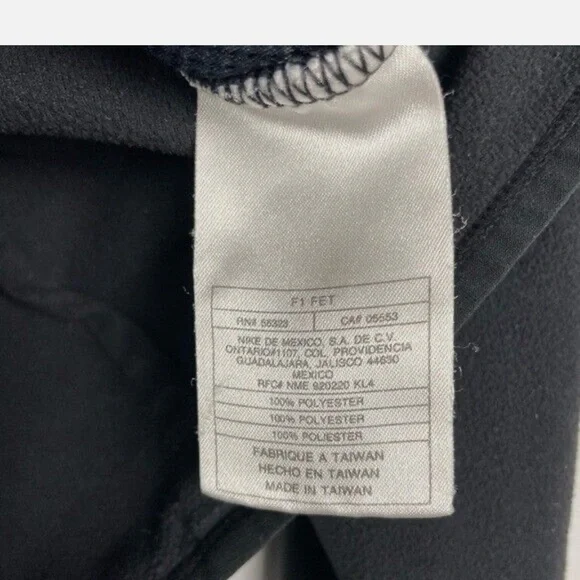 F1 FET
RN# 56323 CA# 05553
NIKE DE MEXICO, S.A. DE C.V.
ONTARIO#1107, COL. PROVIDENCIA
GUADALAJARA, JALISCO 44630
MEXICO
RFC# NME 920220 KL4
100% POLYESTER
100% POLYESTER
100% POLIESTER
FABRIQUE A TAIWAN
HECHO EN TAIWAN
MADE IN TAIWAN